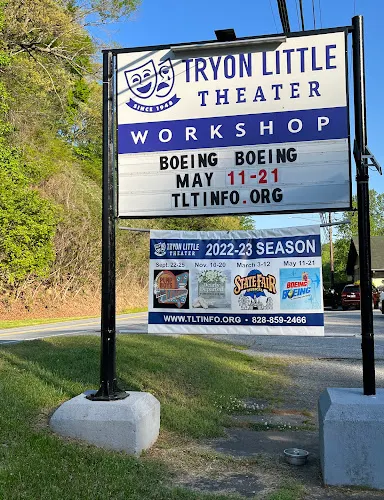 TRYON LITTLE
THEATER
SINCE 1948
WORKSHOP
BOEING BOEING
MAY 11-21
TLTINFO.ORG
TRYON LITTLE
THEATER
2022-23 SEASON
Sept. 22-25
Nov. 10-20
March 3-12
May 11-21
STATE FAIR
BOEING
BOEING
WWW.TLTINFO.ORG • 828-859-2466